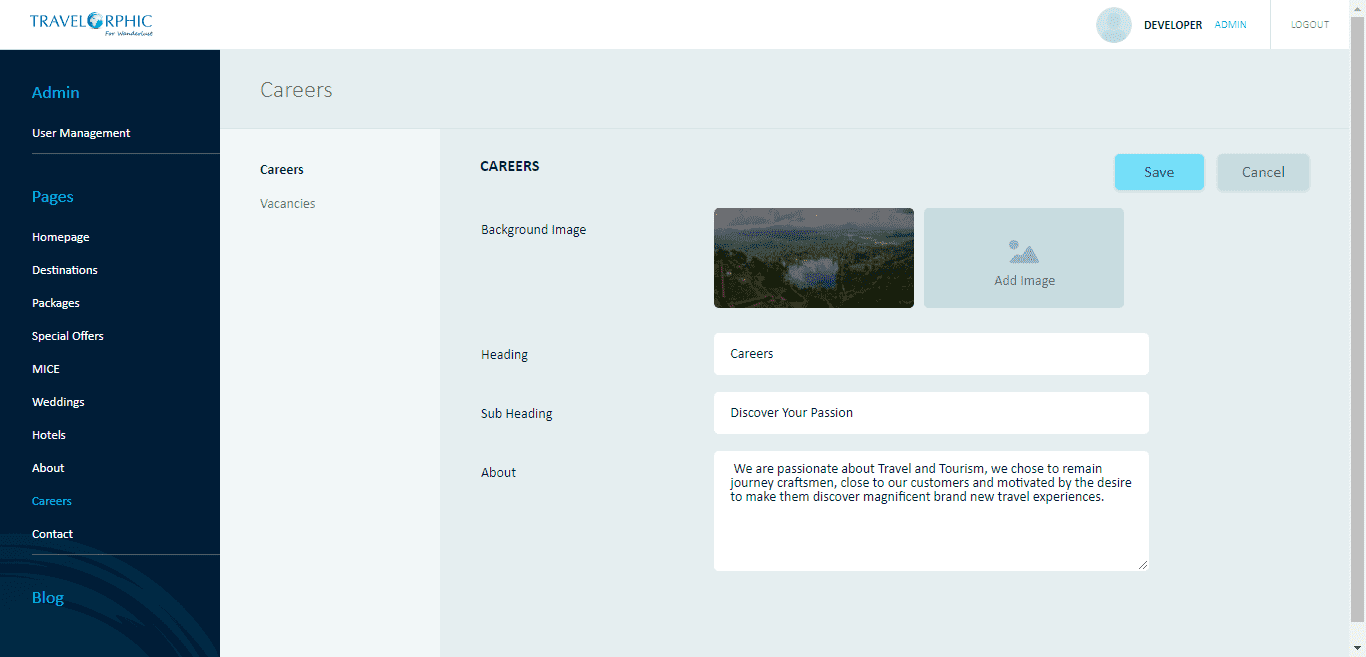 TRAVELORPHIC
For Wanderlust
DEVELOPER ADMIN LOGOUT
Admin
User Management
Pages
Homepage
Destinations
Packages
Special Offers
MICE
Weddings
Hotels
About
Careers
Contact
Blog
Careers
Careers
Vacancies
CAREERS
Save Cancel
Background Image
Add Image
Heading
Careers
Sub Heading
Discover Your Passion
About
We are passionate about Travel and Tourism, we chose to remain
journey craftsmen, close to our customers and motivated by the desire
to make them discover magnificent brand new travel experiences.